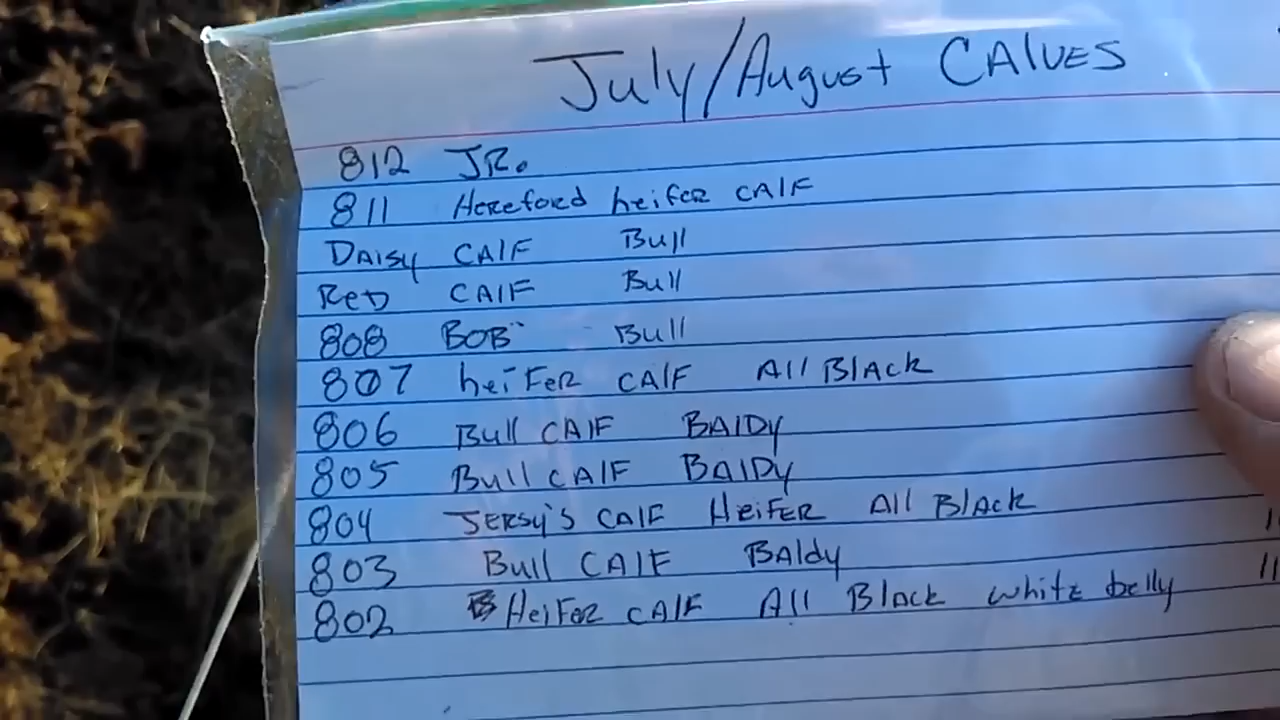 July/August CALVES
812 JR.
811 Hereford heifer CALF
DAisy CALF Bull
RED CALF Bull
808 BOB Bull
807 heifer CALF All BlAck
806 Bull CALF BALDY
805 Bull CALF BALDy
804 JERSY'S CALF HEiFER All BlAck
803 Bull CALF BAldy
802 HeiFer CALF All Black white belly